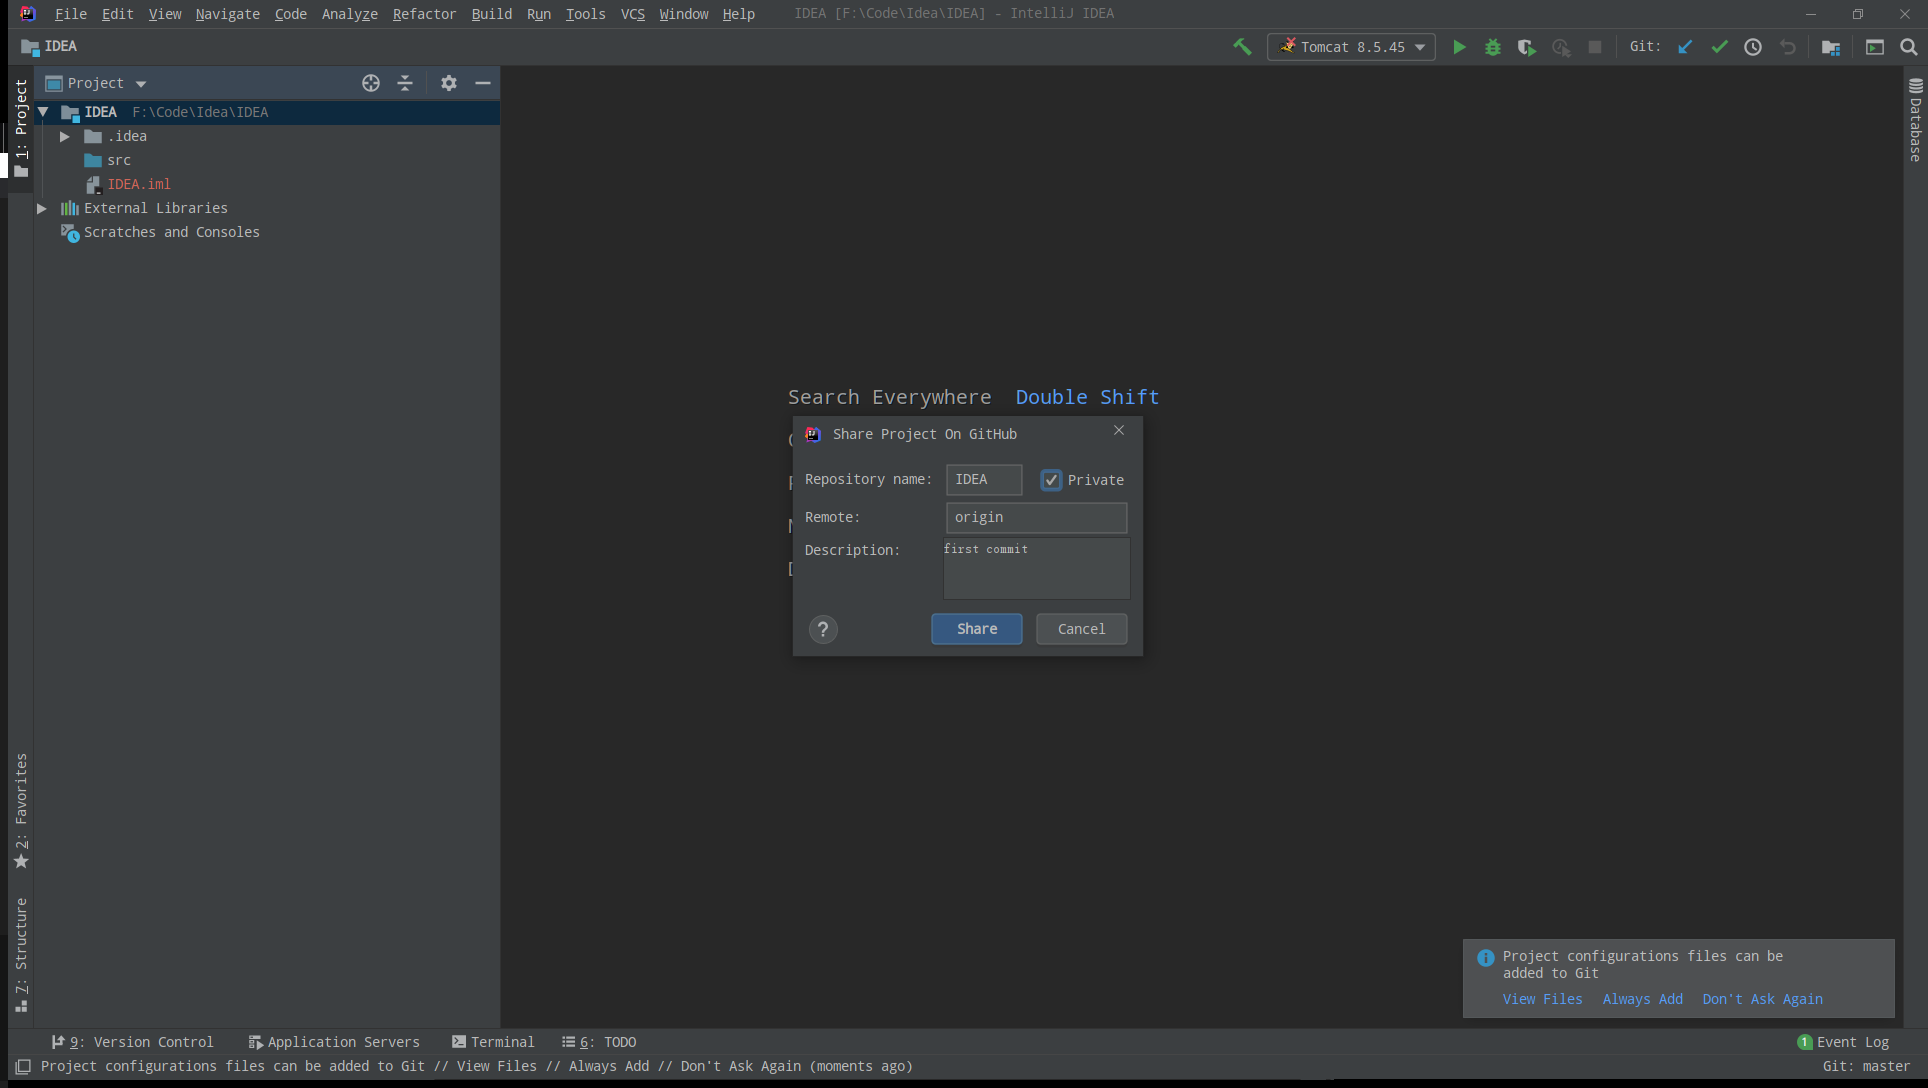 File Edit View Navigate Code Analyze Refactor Build Run Tools VCS Window Help IDEA [F:\Code\Idea\IDEA] - IntelliJ IDEA
IDEA
Tomcat 8.5.45
Git:
1: Project
Project
IDEA F:\Code\Idea\IDEA
.idea
src
IDEA.iml
External Libraries
Scratches and Consoles
Database
Search Everywhere Double Shift
Share Project On GitHub
Repository name: IDEA Private
Remote: origin
Description: first commit
? Share Cancel
2: Favorites
7: Structure
Project configurations files can be
added to Git
View Files Always Add Don't Ask Again
9: Version Control Application Servers Terminal 6: TODO 1 Event Log
Project configurations files can be added to Git // View Files // Always Add // Don't Ask Again (moments ago) Git: master